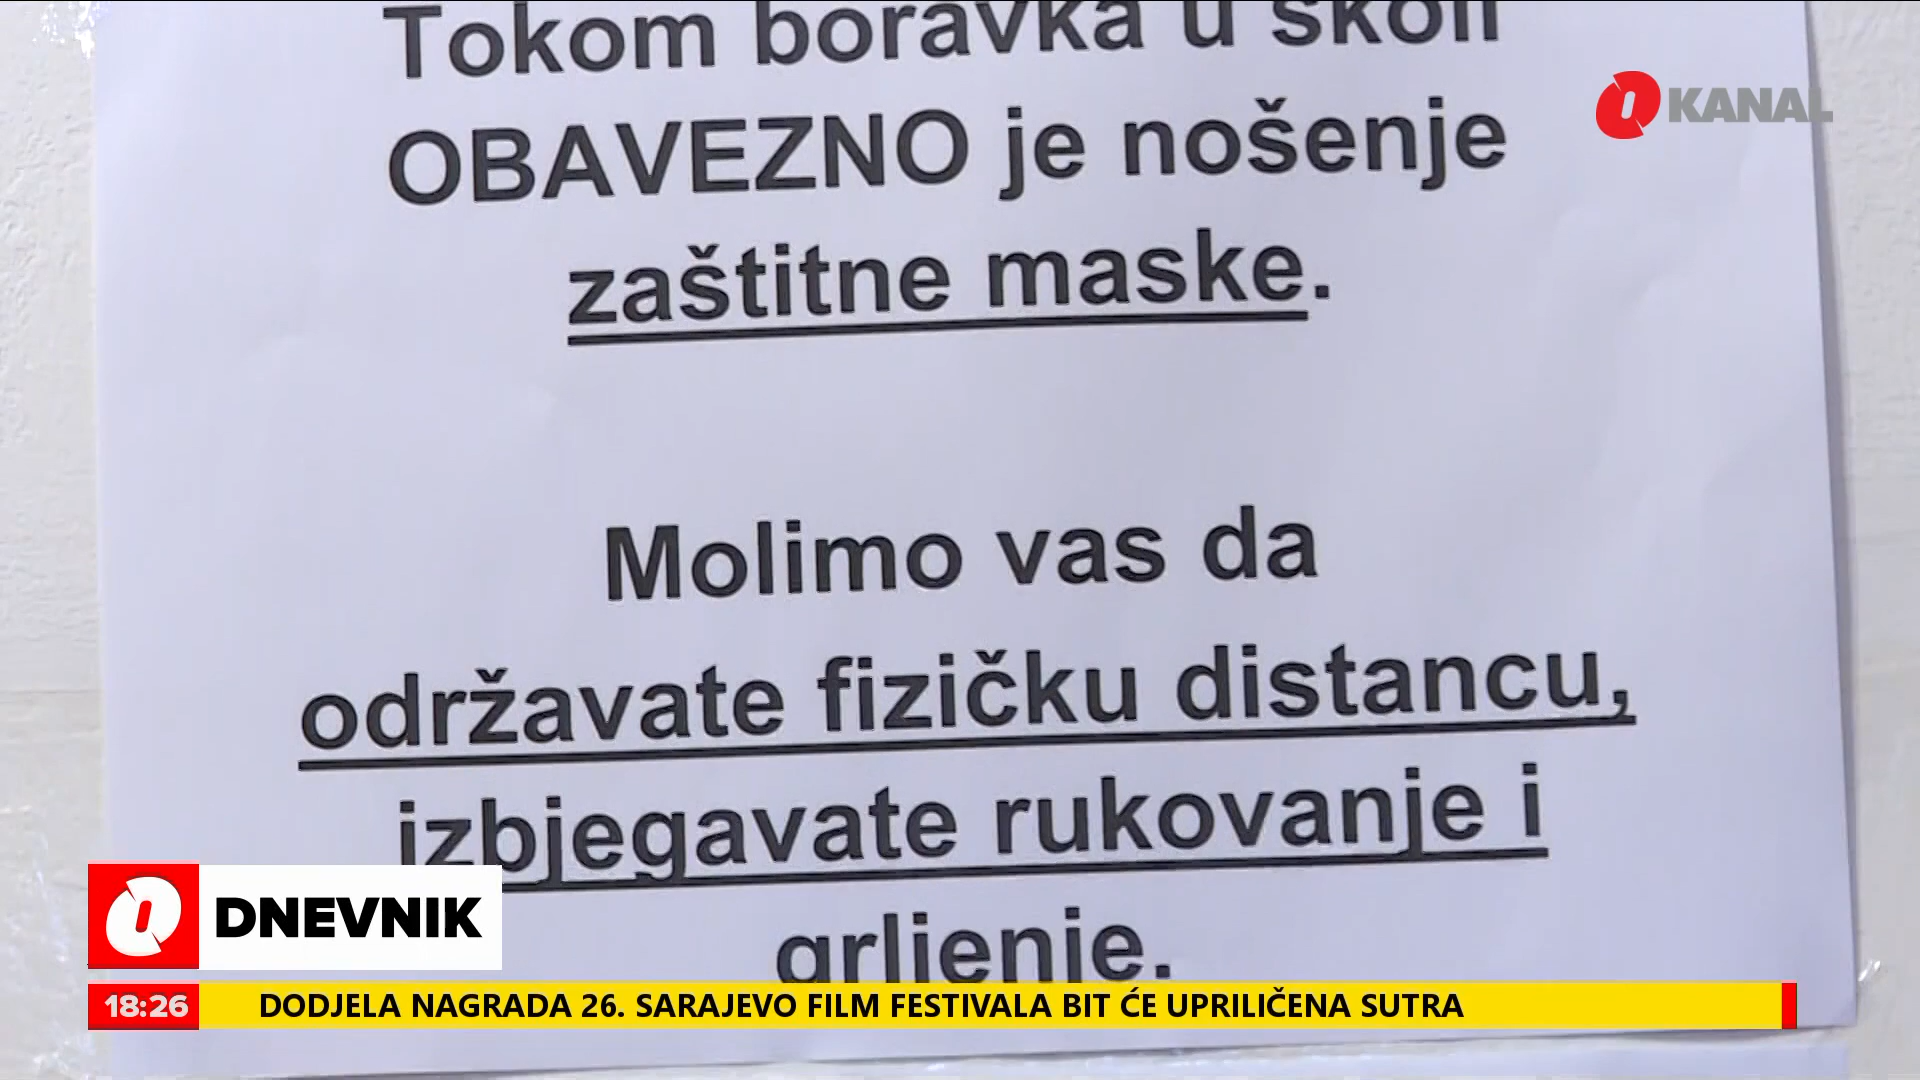 Tokom boravka u školi
OBAVEZNO je nošenje
zaštitne maske.
Molimo vas da
održavate fizičku distancu,
izbjegavate rukovanje i
grljenje.
O KANAL
DNEVNIK
18:26
DODJELA NAGRADA 26. SARAJEVO FILM FESTIVALA BIT ĆE UPRILIČENA SUTRA